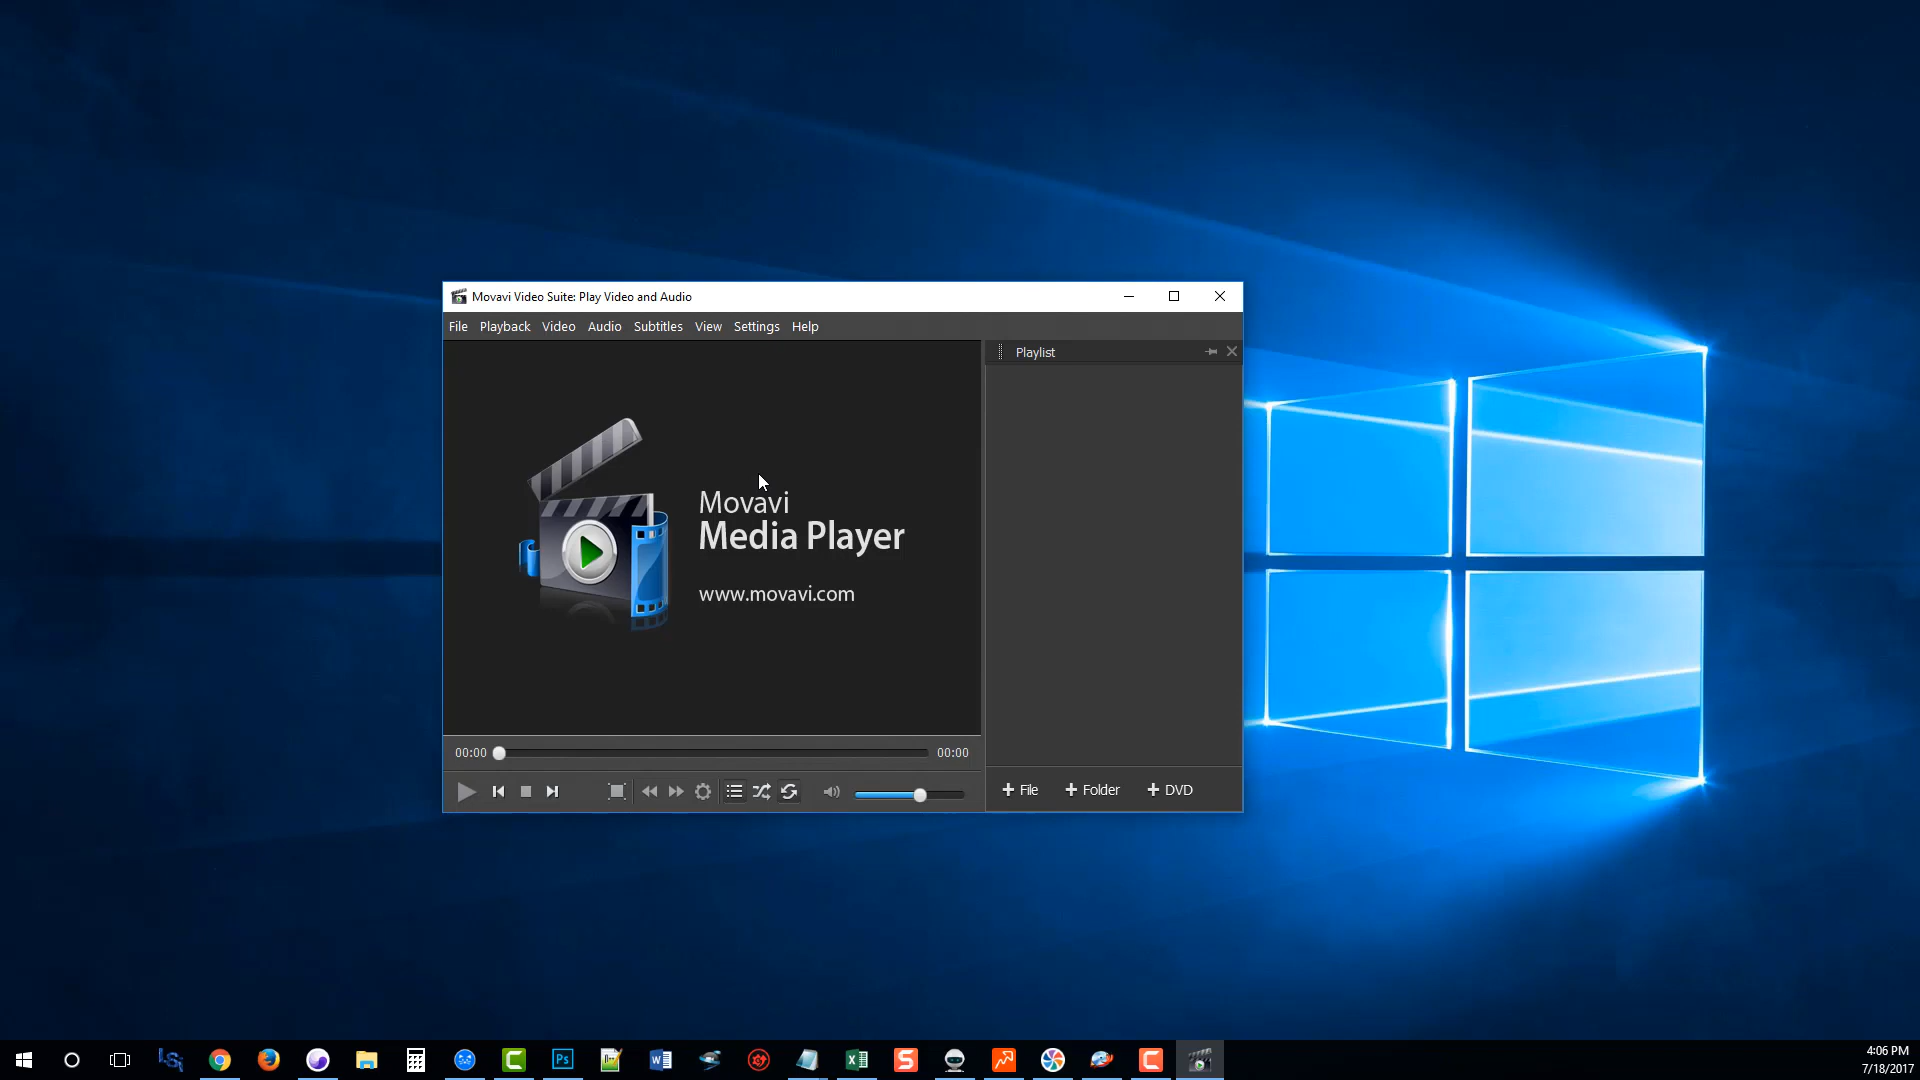 Movavi Video Suite: Play Video and Audio
File Playback Video Audio Subtitles View Settings Help
Playlist
Movavi
Media Player
www.movavi.com
00:00 00:00
+ File + Folder + DVD
4:06 PM
7/18/2017